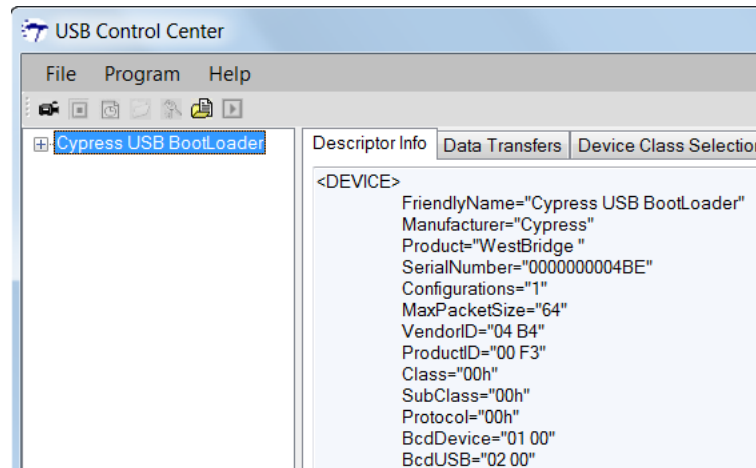 USB Control Center
File Program Help
Cypress USB BootLoader
Descriptor Info Data Transfers Device Class Selection
<DEVICE>
FriendlyName="Cypress USB BootLoader"
Manufacturer="Cypress"
Product="WestBridge "
SerialNumber="0000000004BE"
Configurations="1"
MaxPacketSize="64"
VendorID="04 B4"
ProductID="00 F3"
Class="00h"
SubClass="00h"
Protocol="00h"
BcdDevice="01 00"
BcdUSB="02 00"